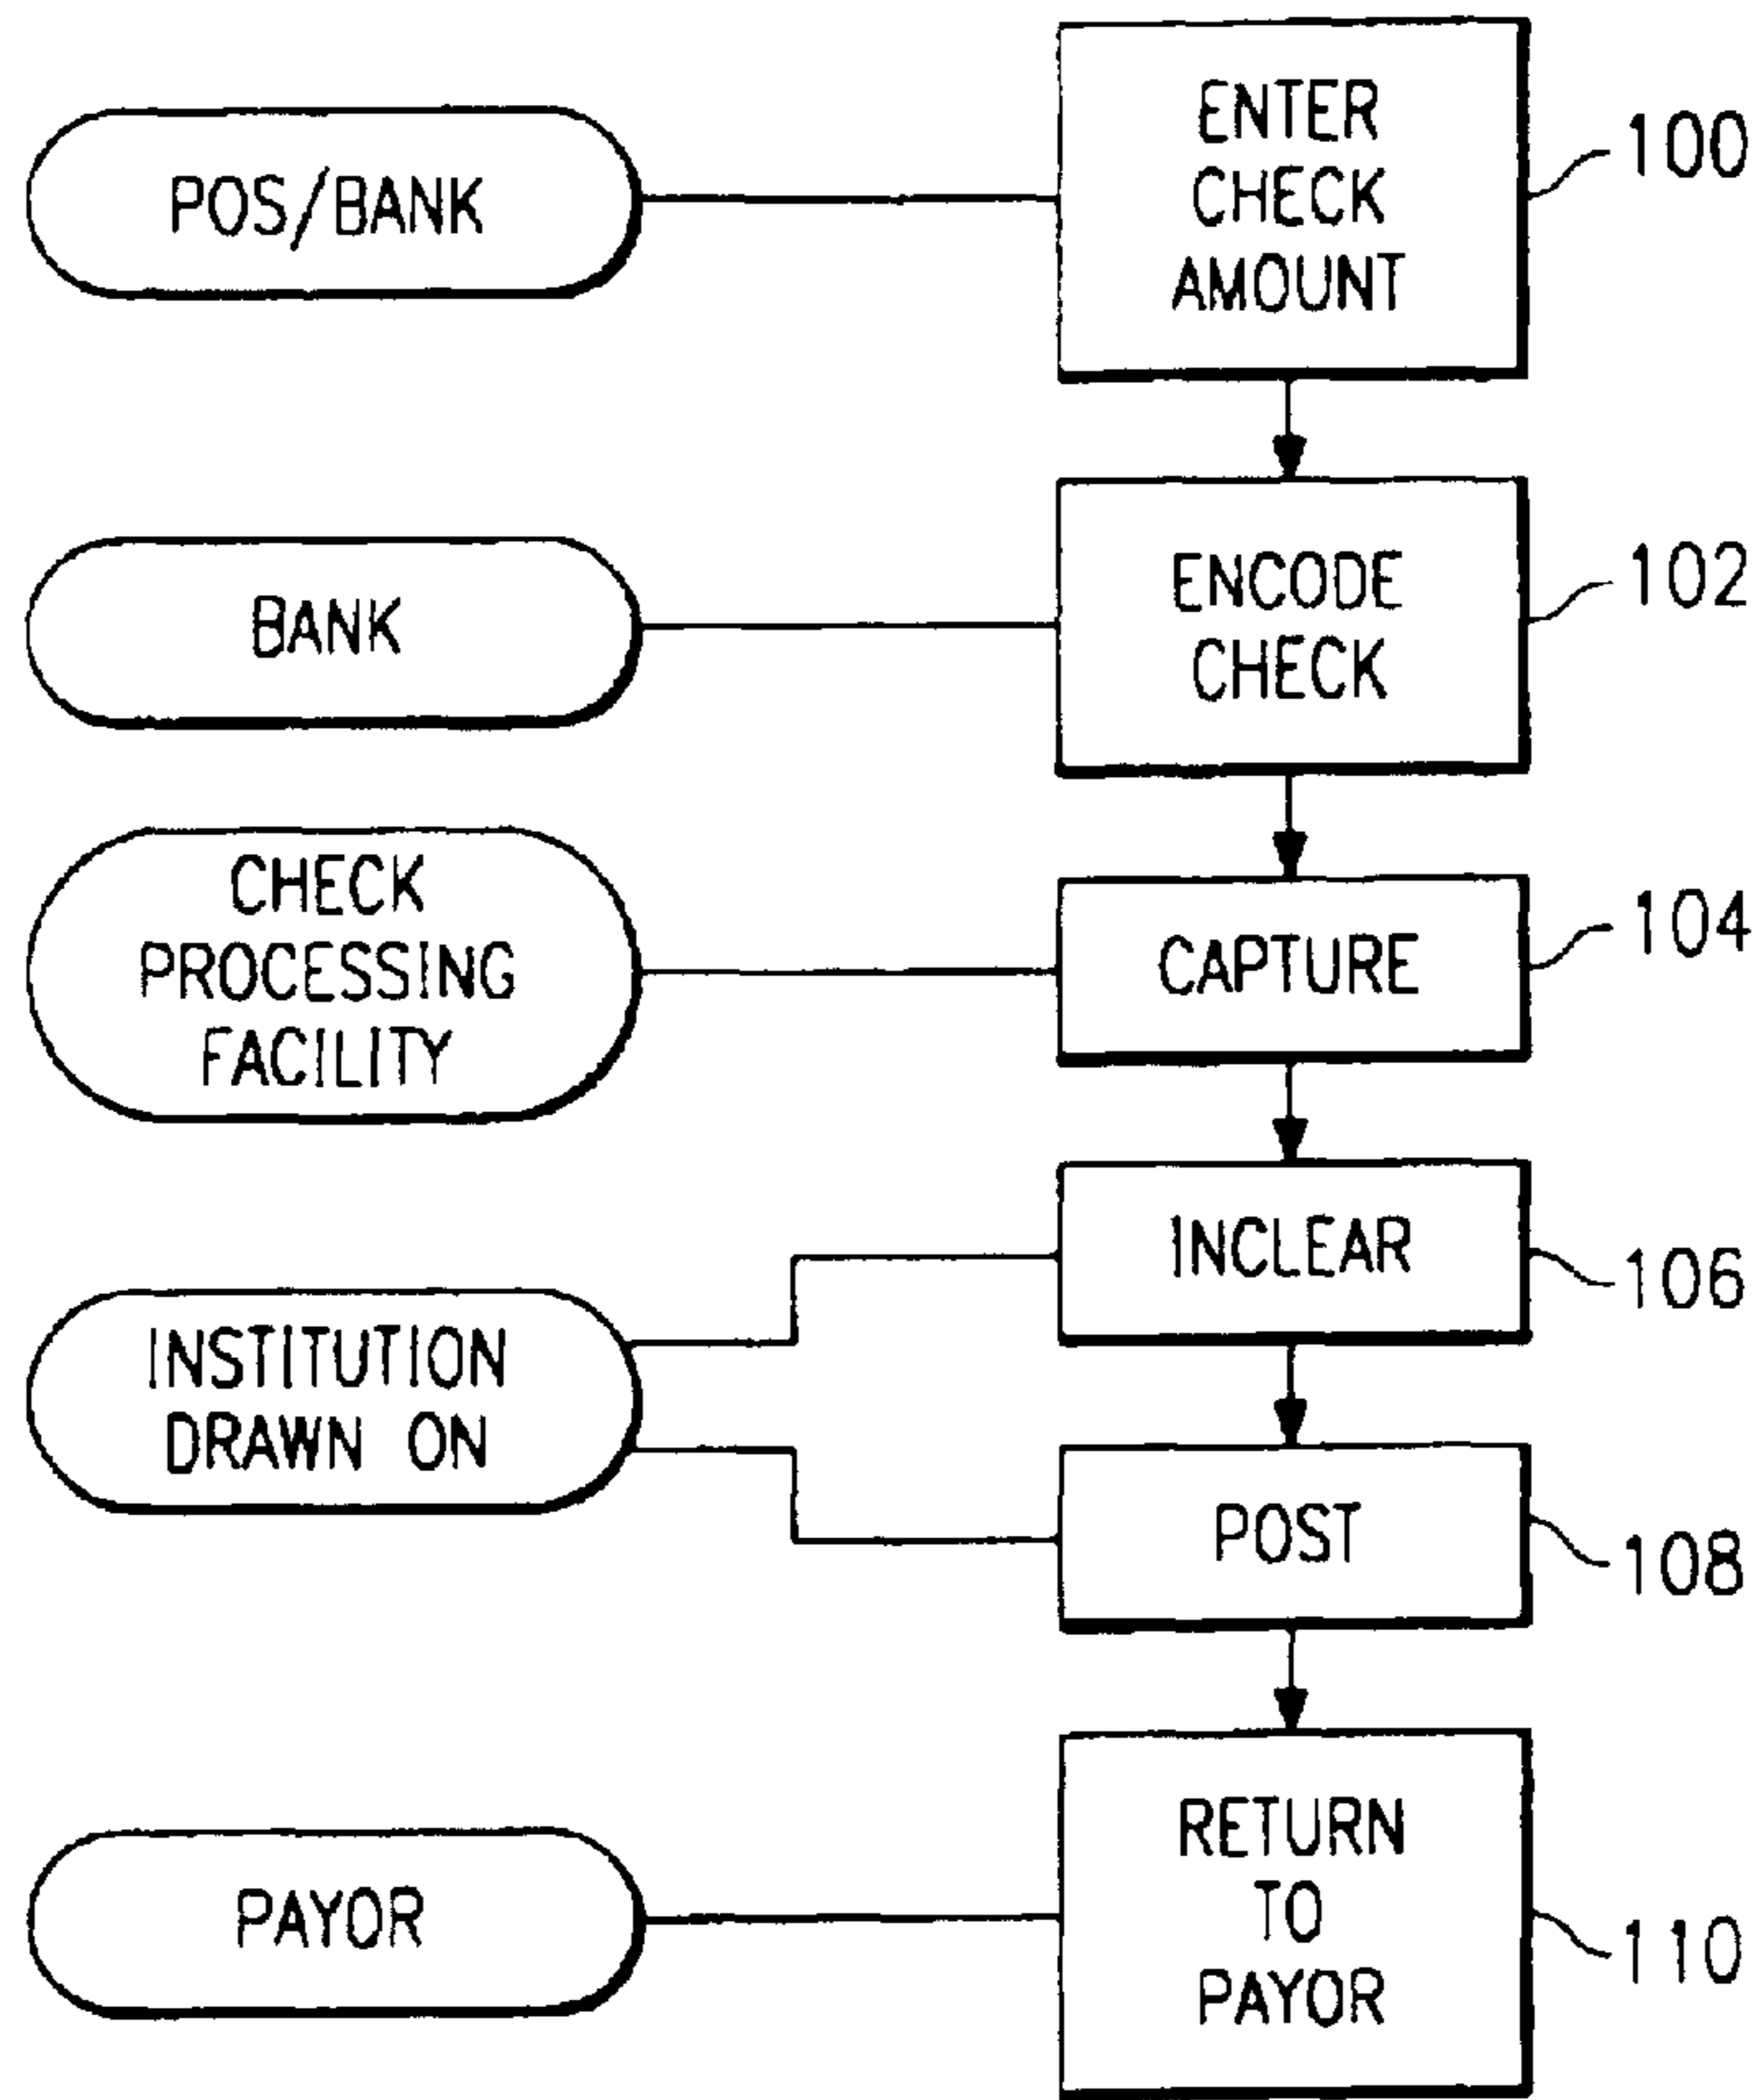 POS/BANK
ENTER
CHECK
AMOUNT
100
BANK
ENCODE
CHECK
102
CHECK
PROCESSING
FACILITY
CAPTURE
104
INSTITUTION
DRAWN ON
INCLEAR
106
POST
108
PAYOR
RETURN
TO
PAYOR
110